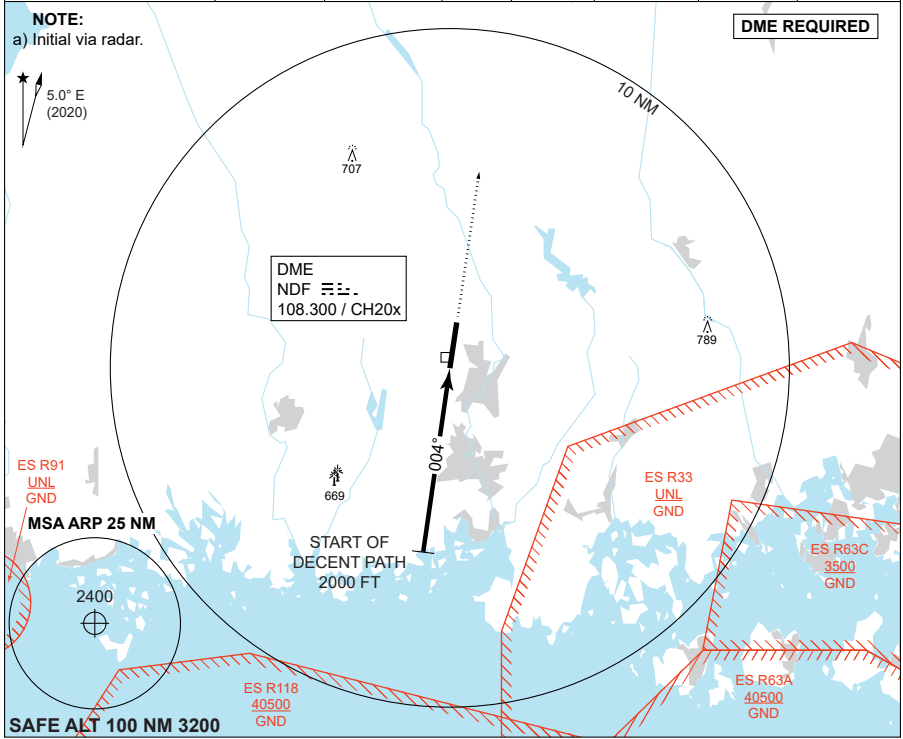 NOTE:
a) Initial via radar.
DME REQUIRED
5.0° E
(2020)
10 NM
707
DME
NDF
108.300 / CH20x
789
004°
669
ES R91
UNL
GND
ES R33
UNL
GND
MSA ARP 25 NM
START OF
DECENT PATH
2000 FT
ES R63C
3500
GND
2400
ES R118
40500
GND
ES R63A
40500
GND
SAFE ALT 100 NM 3200